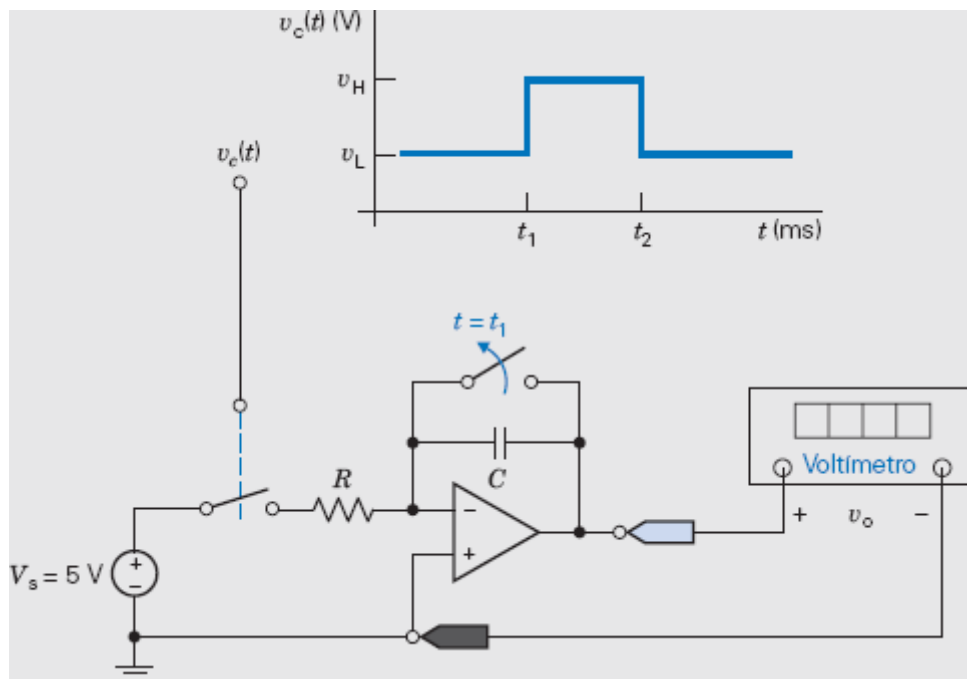 v_c(t) (V)
v_H
v_L
t_1
t_2
t (ms)
v_c(t)
t = t_1
R
C
V_s = 5 V
−
+
+
−
Voltímetro
+
v_o
−